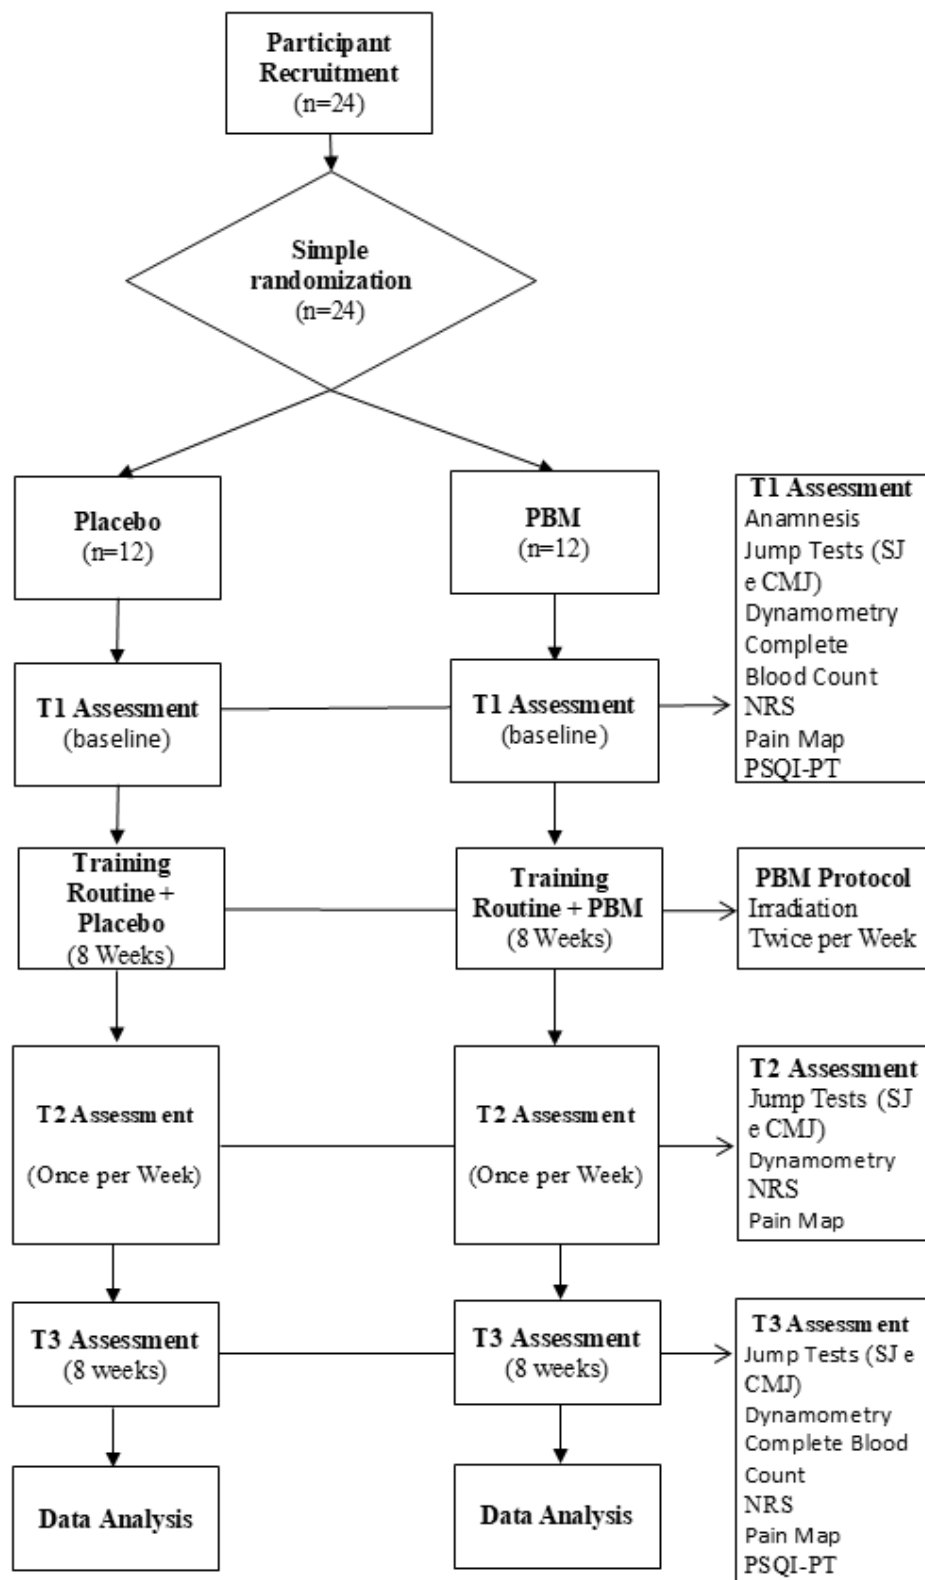 Participant
Recruitment
(n=24)
Simple
randomization
(n=24)
Placebo
(n=12)
PBM
(n=12)
T1 Assessment
Anamnesis
Jump Tests (SJ
e CMJ)
Dynamometry
Complete
Blood Count
NRS
Pain Map
PSQI-PT
T1 Assessment
(baseline)
T1 Assessment
(baseline)
Training
Routine +
Placebo
(8 Weeks)
Training
Routine + PBM
(8 Weeks)
PBM Protocol
Irradiation
Twice per Week
T2 Assessment
(Once per Week)
T2 Assessment
(Once per Week)
T2 Assessment
Jump Tests (SJ
e CMJ)
Dynamometry
NRS
Pain Map
T3 Assessment
(8 weeks)
T3 Assessment
(8 weeks)
T3 Assessment
Jump Tests (SJ e
CMJ)
Dynamometry
Complete Blood
Count
NRS
Pain Map
PSQI-PT
Data Analysis
Data Analysis